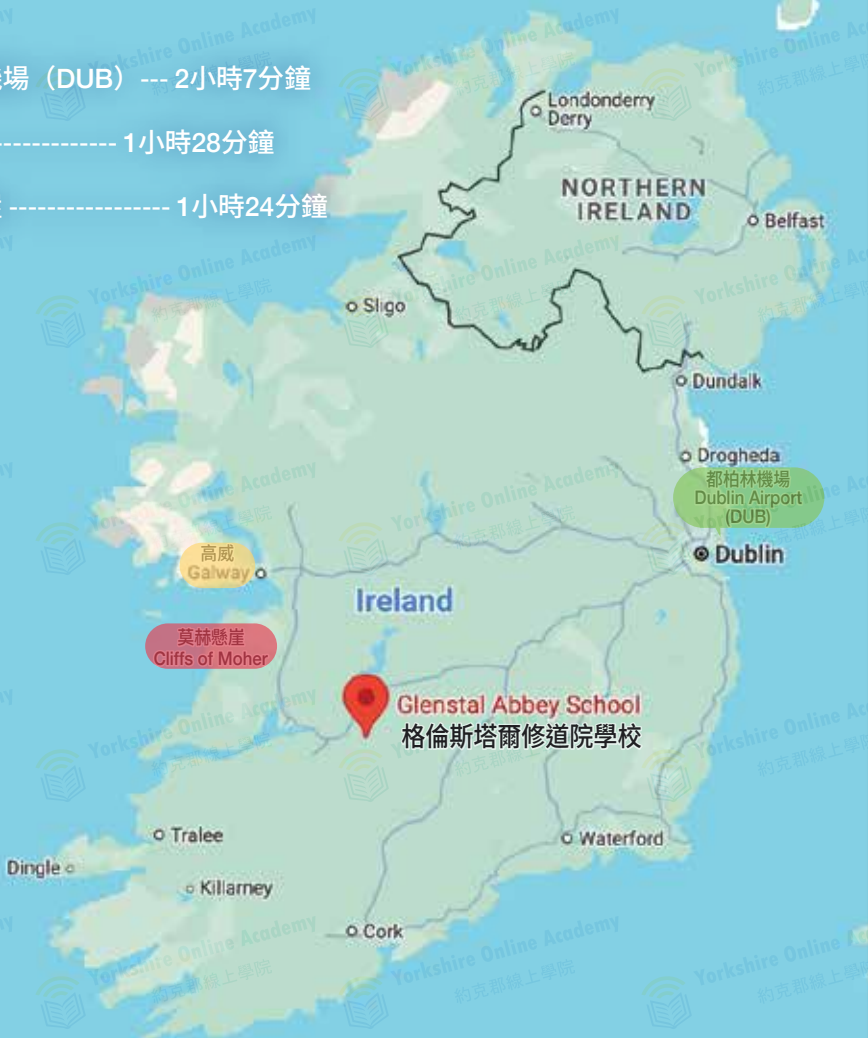 場（DUB）--- 2小時7分鐘
------------- 1小時28分鐘
----------------- 1小時24分鐘
Londonderry
Derry
NORTHERN
IRELAND
Belfast
Sligo
Dundalk
Drogheda
都柏林機場
Dublin Airport
(DUB)
Dublin
高威
Galway
Ireland
莫赫懸崖
Cliffs of Moher
Glenstal Abbey School
格倫斯塔爾修道院學校
Tralee
Waterford
Dingle
Killarney
Cork
Yorkshire Online Academy
約克郡線上學院